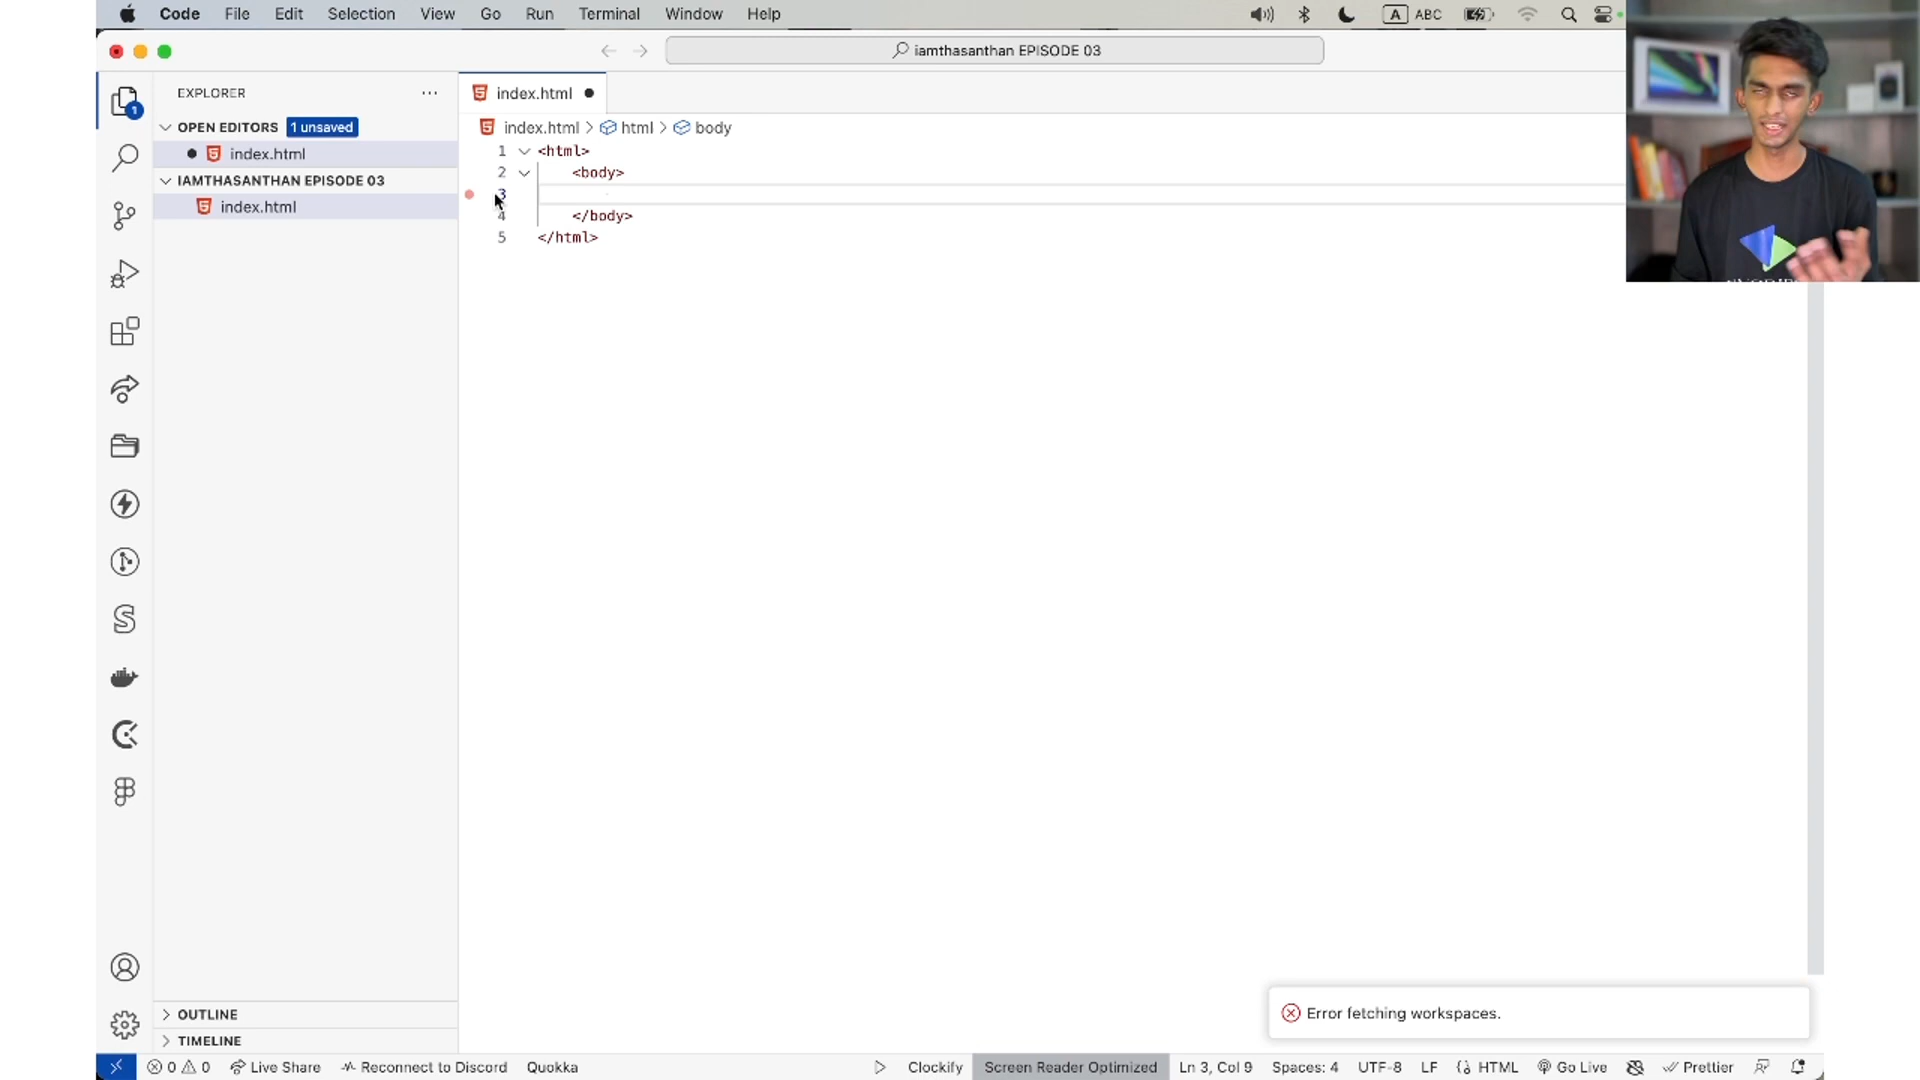 Code File Edit Selection View Go Run Terminal Window Help A ABC
iamthasanthan EPISODE 03
EXPLORER
OPEN EDITORS 1 unsaved
index.html
IAMTHASANTHAN EPISODE 03
index.html
OUTLINE
TIMELINE
index.html
index.html > html > body
1 <html>
2 <body>
3
4 </body>
5 </html>
Error fetching workspaces.
0 0 Live Share Reconnect to Discord Quokka Clockify Screen Reader Optimized Ln 3, Col 9 Spaces: 4 UTF-8 LF HTML Go Live Prettier